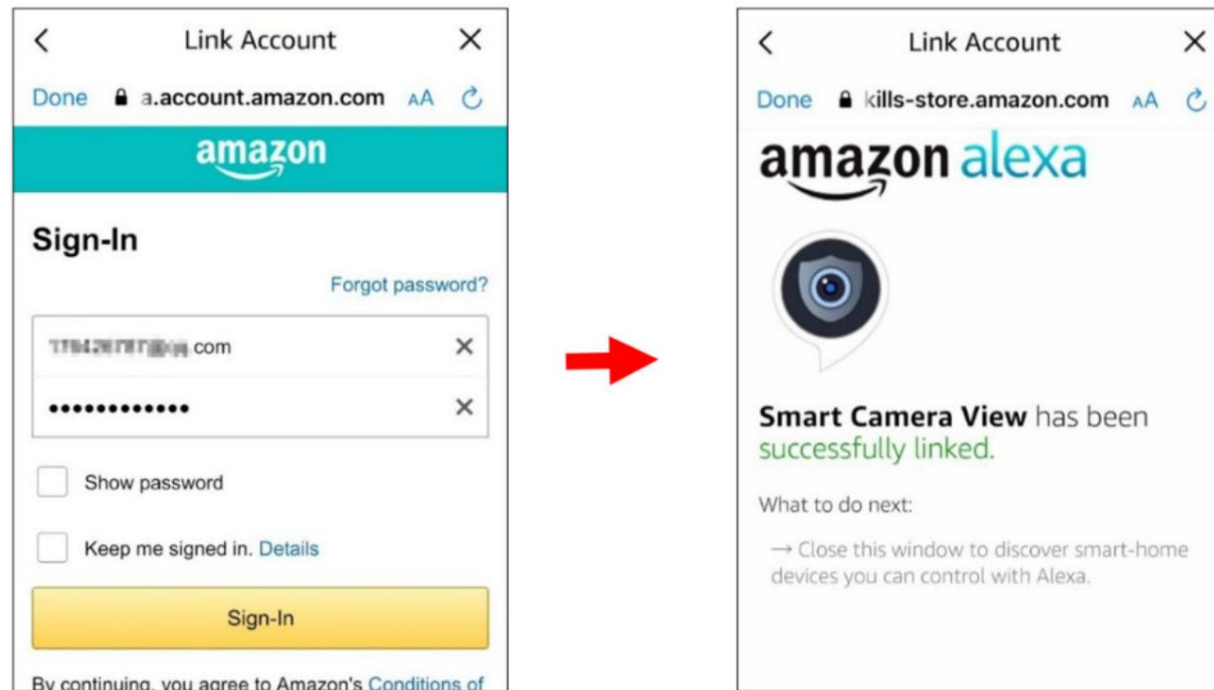 Link Account
Done a.account.amazon.com AA
amazon
Sign-In
Forgot password?
.com
••••••••••••
Show password
Keep me signed in. Details
Sign-In
By continuing, you agree to Amazon's Conditions of
Link Account
Done kills-store.amazon.com AA
amazon alexa
Smart Camera View has been
successfully linked.
What to do next:
→ Close this window to discover smart-home
devices you can control with Alexa.